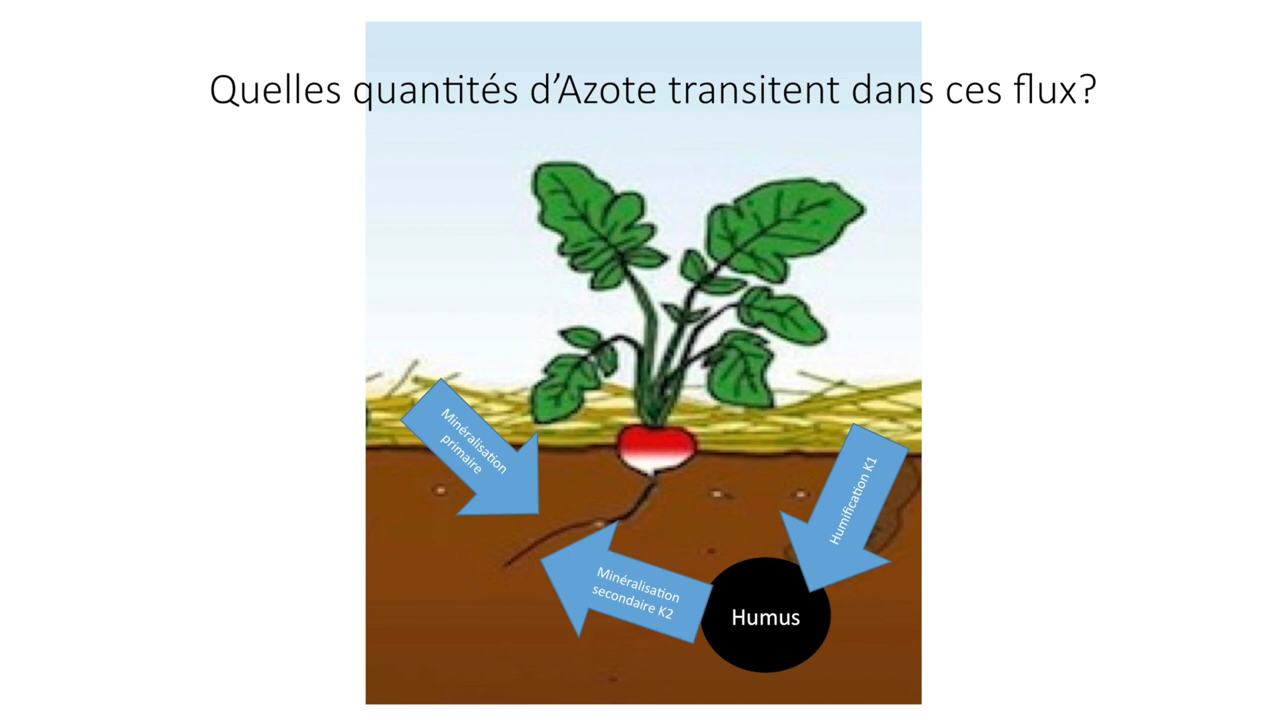 Quelles quantités d’Azote transitent dans ces flux?
Minéralisation
primaire
Humification K1
Minéralisation
secondaire K2
Humus